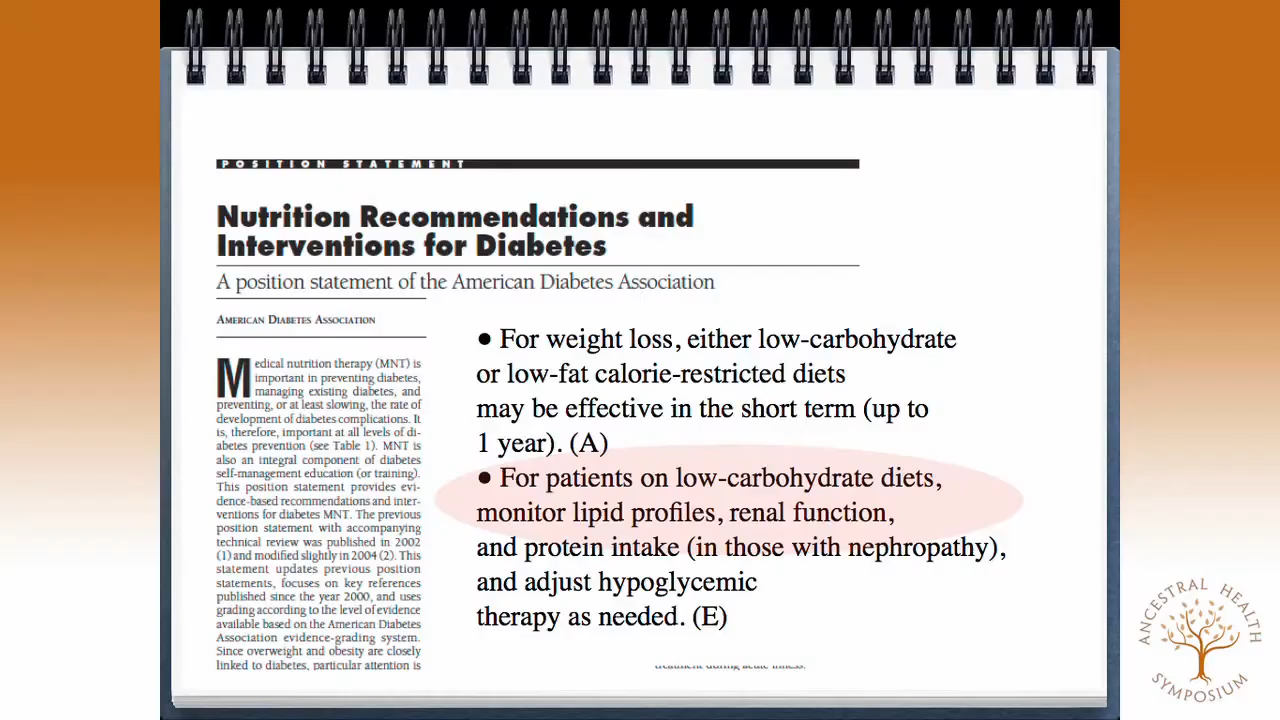 POSITION STATEMENT
Nutrition Recommendations and
Interventions for Diabetes
A position statement of the American Diabetes Association
AMERICAN DIABETES ASSOCIATION
Medical nutrition therapy (MNT) is
important in preventing diabetes,
managing existing diabetes, and
preventing, or at least slowing, the rate of
development of diabetes complications. It
is, therefore, important at all levels of di-
abetes prevention (see Table 1). MNT is
also an integral component of diabetes
self-management education (or training).
This position statement provides evi-
dence-based recommendations and inter-
ventions for diabetes MNT. The previous
position statement with accompanying
technical review was published in 2002
(1) and modified slightly in 2004 (2). This
statement updates previous position
statements, focuses on key references
published since the year 2000, and uses
grading according to the level of evidence
available based on the American Diabetes
Association evidence-grading system.
Since overweight and obesity are closely
linked to diabetes, particular attention is
● For weight loss, either low-carbohydrate
or low-fat calorie-restricted diets
may be effective in the short term (up to
1 year). (A)
● For patients on low-carbohydrate diets,
monitor lipid profiles, renal function,
and protein intake (in those with nephropathy),
and adjust hypoglycemic
therapy as needed. (E)
treatment during acute illness.
ANCESTRAL HEALTH
SYMPOSIUM